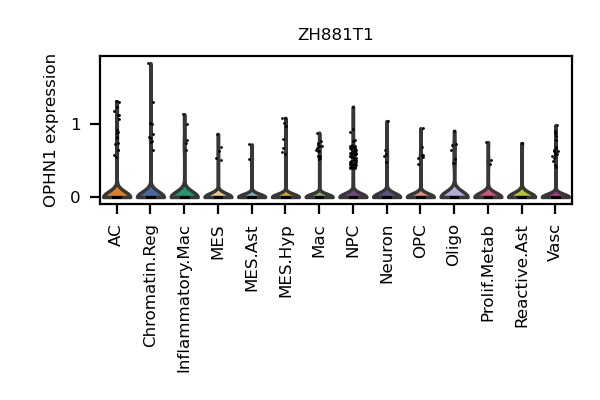 ZH881T1
OPHN1 expression
1
0
AC
Chromatin.Reg
Inflammatory.Mac
MES
MES.Ast
MES.Hyp
Mac
NPC
Neuron
OPC
Oligo
Prolif.Metab
Reactive.Ast
Vasc